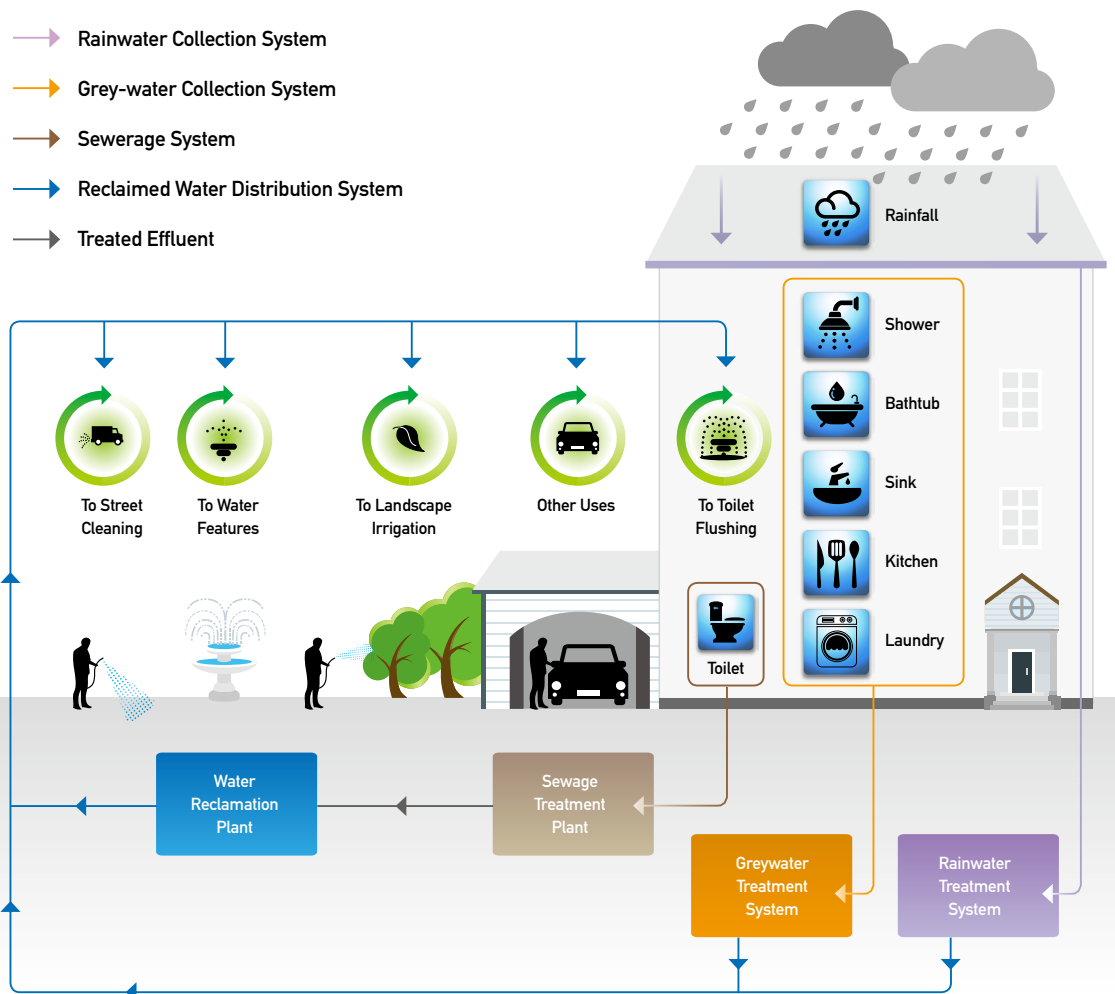 Rainwater Collection System
Grey-water Collection System
Sewerage System
Reclaimed Water Distribution System
Treated Effluent
Rainfall
Shower
Bathtub
Sink
Kitchen
Laundry
To Street
Cleaning
To Water
Features
To Landscape
Irrigation
Other Uses
To Toilet
Flushing
Toilet
Water
Reclamation
Plant
Sewage
Treatment
Plant
Greywater
Treatment
System
Rainwater
Treatment
System